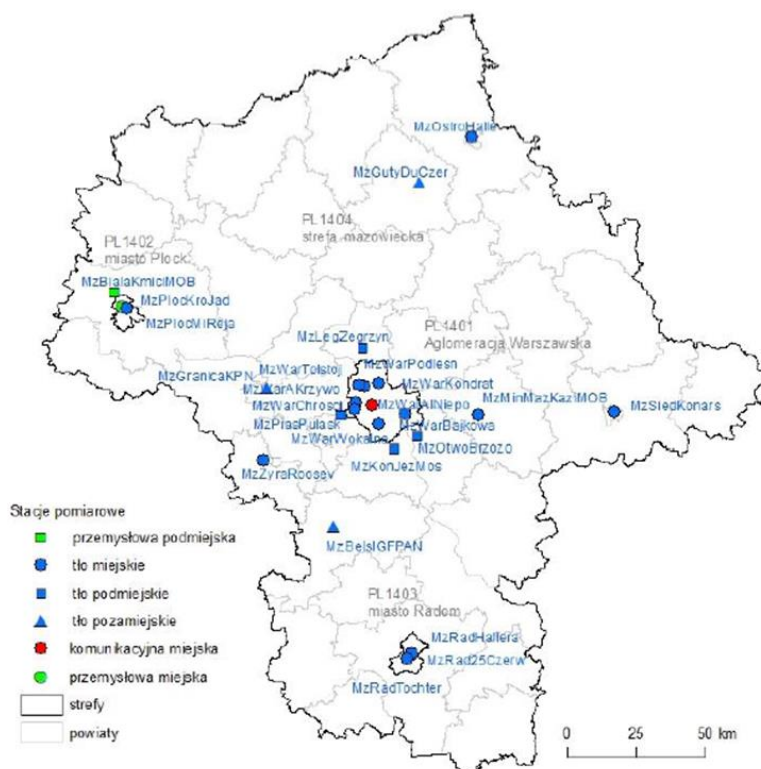 MzOstroHalle
MzGutyDuCzer
PL1404
strefa mazowiecka
PL1402
miasto Płock
MzBialaKmiciMOB
MzPlocKroJad
MzPlocMiReja
MzLegZegrzyn
PL1401
Aglomeracja Warszawska
MzGranicaKPN
MzWarTolstoj
MzWarPodlesn
MzWarAKrzywo
MzWarKondrat
MzWarChrosci
MzWarAlNiepo
MzMinMazKaziMOB
MzSiedKonars
MzPiasPulask
MzWarBajkowa
MzWarWokalna
MzOtwoBrzozo
MzKonJezMos
MzZyraRoosev
MzBelsIGFPAN
PL1403
miasto Radom
MzRadHallera
MzRad25Czerw
MzRadTochter
Stacje pomiarowe
przemysłowa podmiejska
tło miejskie
tło podmiejskie
tło pozamiejskie
komunikacyjna miejska
przemysłowa miejska
strefy
powiaty
0 25 50 km